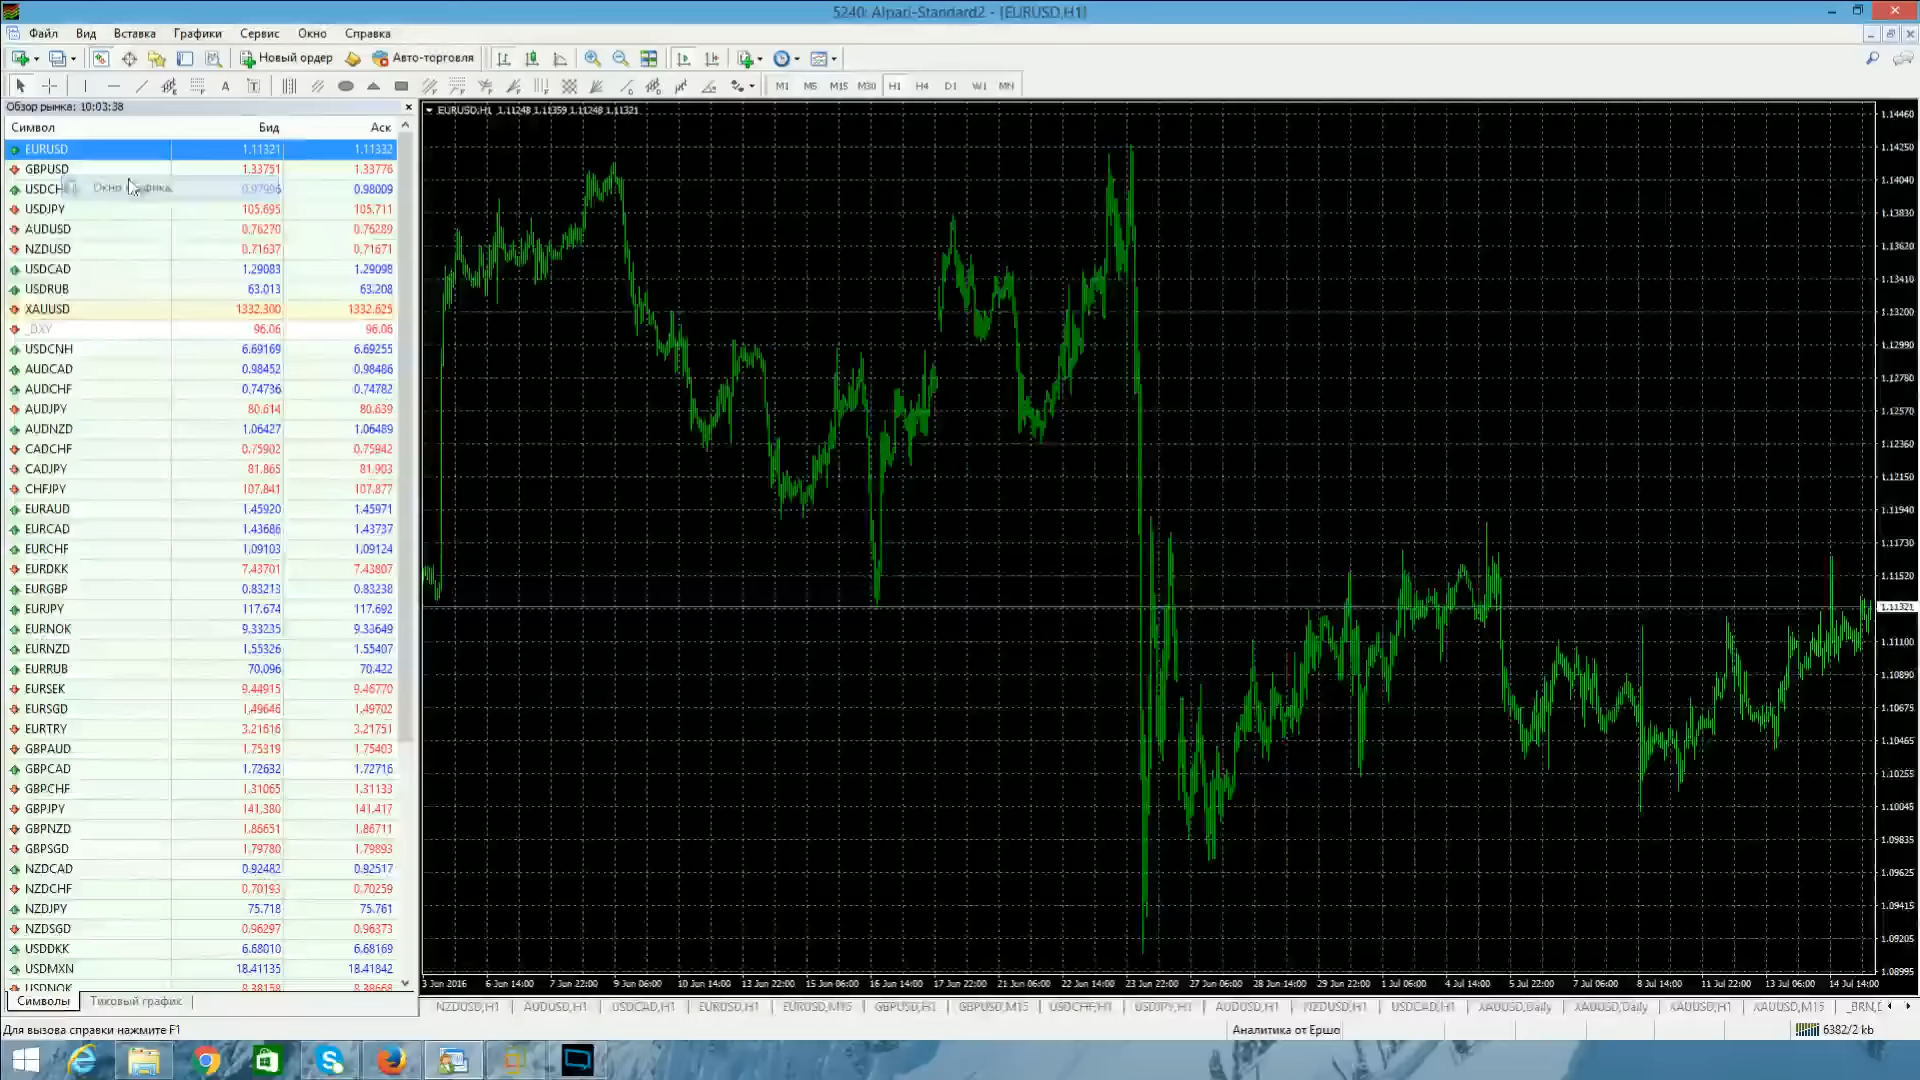 5240: Alpari-Standard2 - [EURUSD,H1]
Файл Вид Вставка Графики Сервис Окно Справка
Новый ордер Авто-торговля
A T M1 M5 M15 M30 H1 H4 D1 W1 MN
Обзор рынка: 10:03:38
Символ Бид Аск
EURUSD 1.11321 1.11332
GBPUSD 1.33751 1.33776
USDCH 0.97996 0.98009
Окно графика
USDJPY 105.695 105.711
AUDUSD 0.76270 0.76289
NZDUSD 0.71637 0.71671
USDCAD 1.29083 1.29098
USDRUB 63.013 63.208
XAUUSD 1332.300 1332.625
_DXY 96.06 96.06
USDCNH 6.69169 6.69255
AUDCAD 0.98452 0.98486
AUDCHF 0.74736 0.74782
AUDJPY 80.614 80.639
AUDNZD 1.06427 1.06489
CADCHF 0.75902 0.75942
CADJPY 81.865 81.903
CHFJPY 107.841 107.877
EURAUD 1.45920 1.45971
EURCAD 1.43686 1.43737
EURCHF 1.09103 1.09124
EURDKK 7.43701 7.43807
EURGBP 0.83213 0.83238
EURJPY 117.674 117.692
EURNOK 9.33235 9.33649
EURNZD 1.55326 1.55407
EURRUB 70.096 70.422
EURSEK 9.44915 9.46770
EURSGD 1.49646 1.49702
EURTRY 3.21616 3.21751
GBPAUD 1.75319 1.75403
GBPCAD 1.72632 1.72716
GBPCHF 1.31065 1.31133
GBPJPY 141.380 141.417
GBPNZD 1.86651 1.86711
GBPSGD 1.79780 1.79893
NZDCAD 0.92482 0.92517
NZDCHF 0.70193 0.70259
NZDJPY 75.718 75.761
NZDSGD 0.96297 0.96373
USDDKK 6.68010 6.68169
USDMXN 18.41135 18.41842
USDNOK 8.38158 8.38668
Символы Тиковый график
EURUSD,H1 1.11248 1.11359 1.11248 1.11321
1.14460
1.14250
1.14040
1.13830
1.13620
1.13410
1.13200
1.12990
1.12780
1.12570
1.12360
1.12150
1.11940
1.11730
1.11520
1.11321
1.11100
1.10890
1.10675
1.10465
1.10255
1.10045
1.09835
1.09625
1.09415
1.09205
1.08995
3 Jun 2016 6 Jun 14:00 7 Jun 22:00 9 Jun 06:00 10 Jun 14:00 13 Jun 22:00 15 Jun 06:00 16 Jun 14:00 17 Jun 22:00 21 Jun 06:00 22 Jun 14:00 23 Jun 22:00 27 Jun 06:00 28 Jun 14:00 29 Jun 22:00 1 Jul 06:00 4 Jul 14:00 5 Jul 22:00 7 Jul 06:00 8 Jul 14:00 11 Jul 22:00 13 Jul 06:00 14 Jul 14:00
NZDUSD,H1 AUDUSD,H1 USDCAD,H1 EURUSD,H1 EURUSD,M15 GBPUSD,H1 GBPUSD,M15 USDCHF,H1 USDJPY,H1 AUDUSD,H1 NZDUSD,H1 USDCAD,H1 XAUUSD,Daily XAUUSD,Daily XAUUSD,H1 XAUUSD,M15 _BRN,D
Для вызова справки нажмите F1
Аналитика от Ершо
6382/2 kb